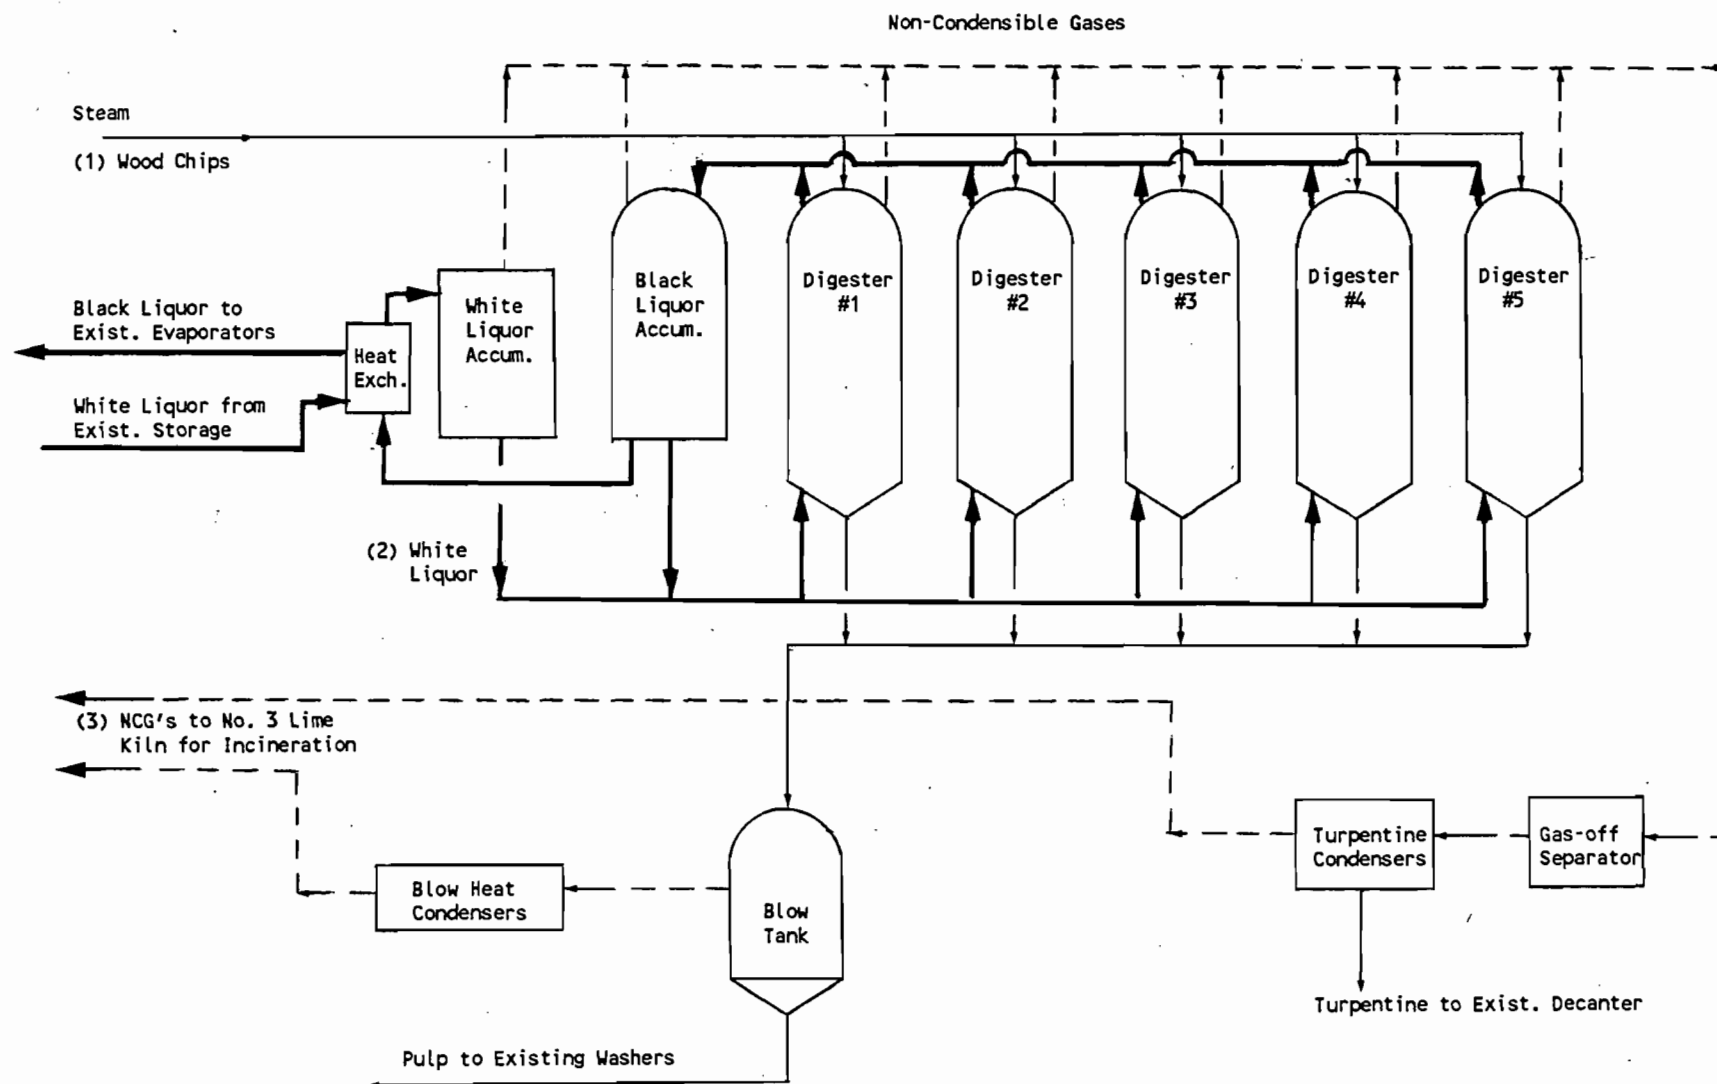 Non-Condensible Gases
Steam
(1) Wood Chips
Black Liquor to
Exist. Evaporators
White Liquor from
Exist. Storage
Heat
Exch.
White
Liquor
Accum.
Black
Liquor
Accum.
Digester
#1
Digester
#2
Digester
#3
Digester
#4
Digester
#5
(2) White
Liquor
(3) NCG's to No. 3 Lime
Kiln for Incineration
Blow Heat
Condensers
Blow
Tank
Turpentine
Condensers
Gas-off
Separator
Turpentine to Exist. Decanter
Pulp to Existing Washers